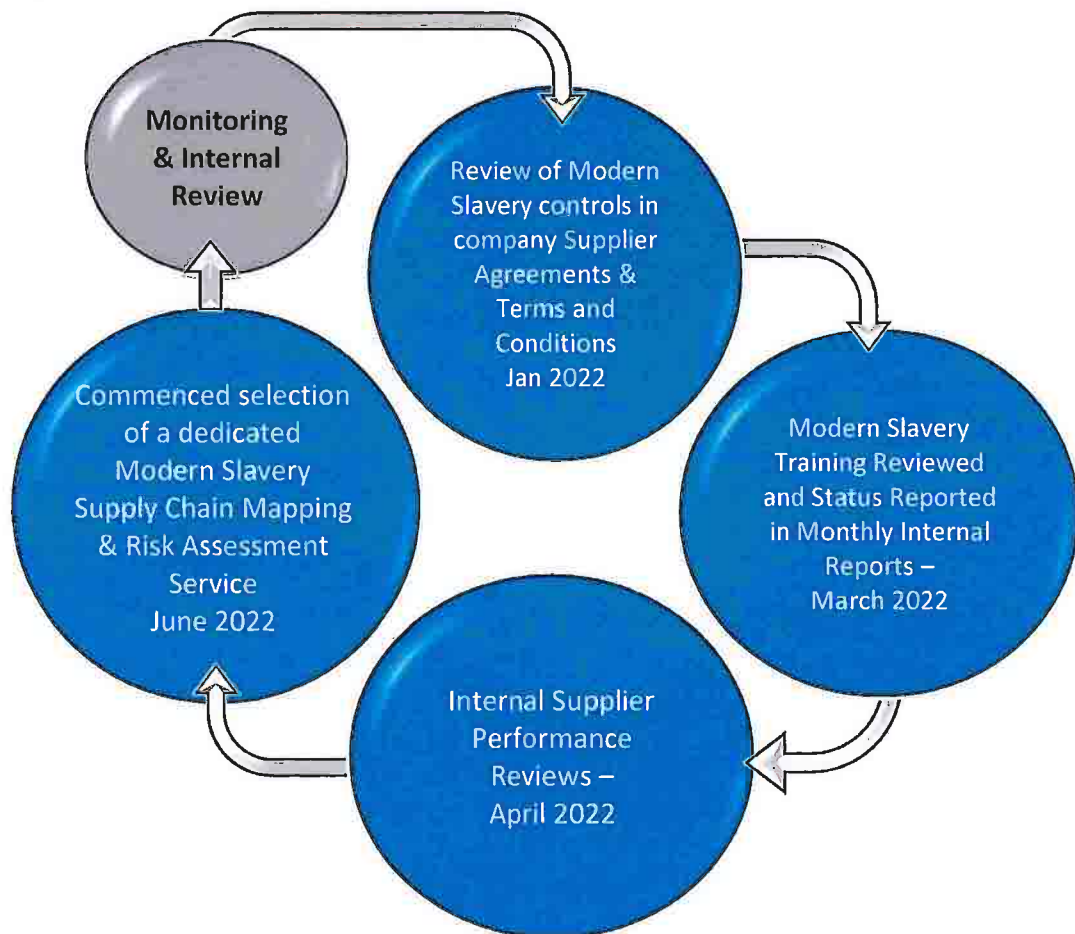 Monitoring
& Internal
Review
Review of Modern
Slavery controls in
company Supplier
Agreements &
Terms and
Conditions
Jan 2022
Modern Slavery
Training Reviewed
and Status Reported
in Monthly Internal
Reports –
March 2022
Internal Supplier
Performance
Reviews –
April 2022
Commenced selection
of a dedicated
Modern Slavery
Supply Chain Mapping
& Risk Assessment
Service
June 2022